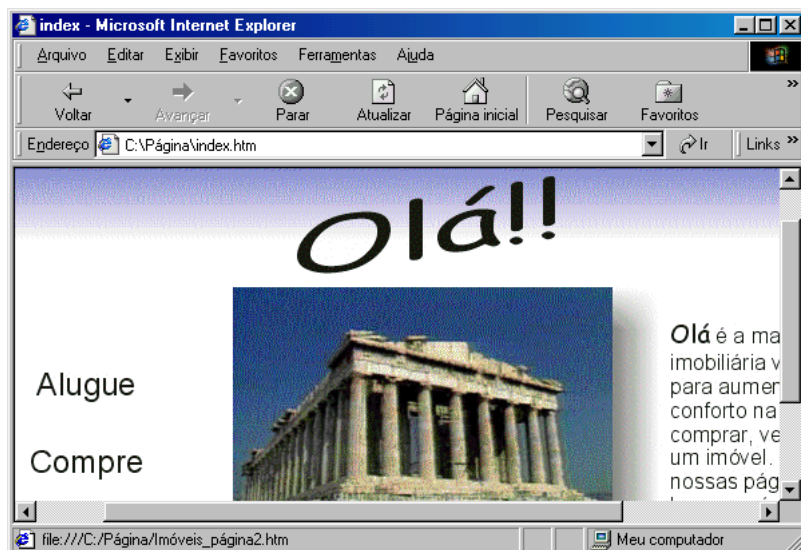 index - Microsoft Internet Explorer
Arquivo Editar Exibir Favoritos Ferramentas Ajuda
Voltar Avançar Parar Atualizar Página inicial Pesquisar Favoritos »
Endereço C:\Página\index.htm Ir Links »
Olá!!
Alugue
Compre
Olá é a ma
imobiliária v
para aumen
conforto na
comprar, ve
um imóvel.
nossas pág
file:///C:/Página/Imóveis_página2.htm Meu computador